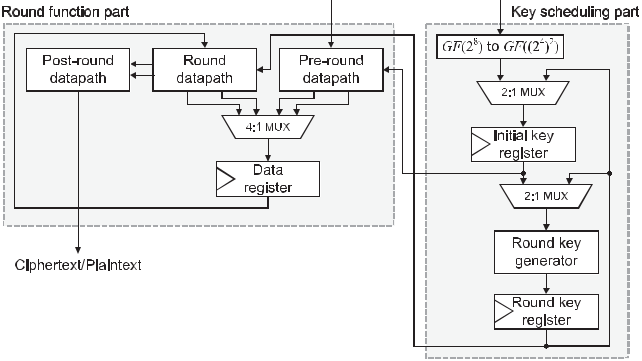 Round function part
Post-round
datapath
Round
datapath
Pre-round
datapath
4:1 MUX
Data
register
Ciphertext/Plaintext
Key scheduling part
GF(2⁸) to GF((2⁴)²)
2:1 MUX
Initial key
register
2:1 MUX
Round key
generator
Round key
register